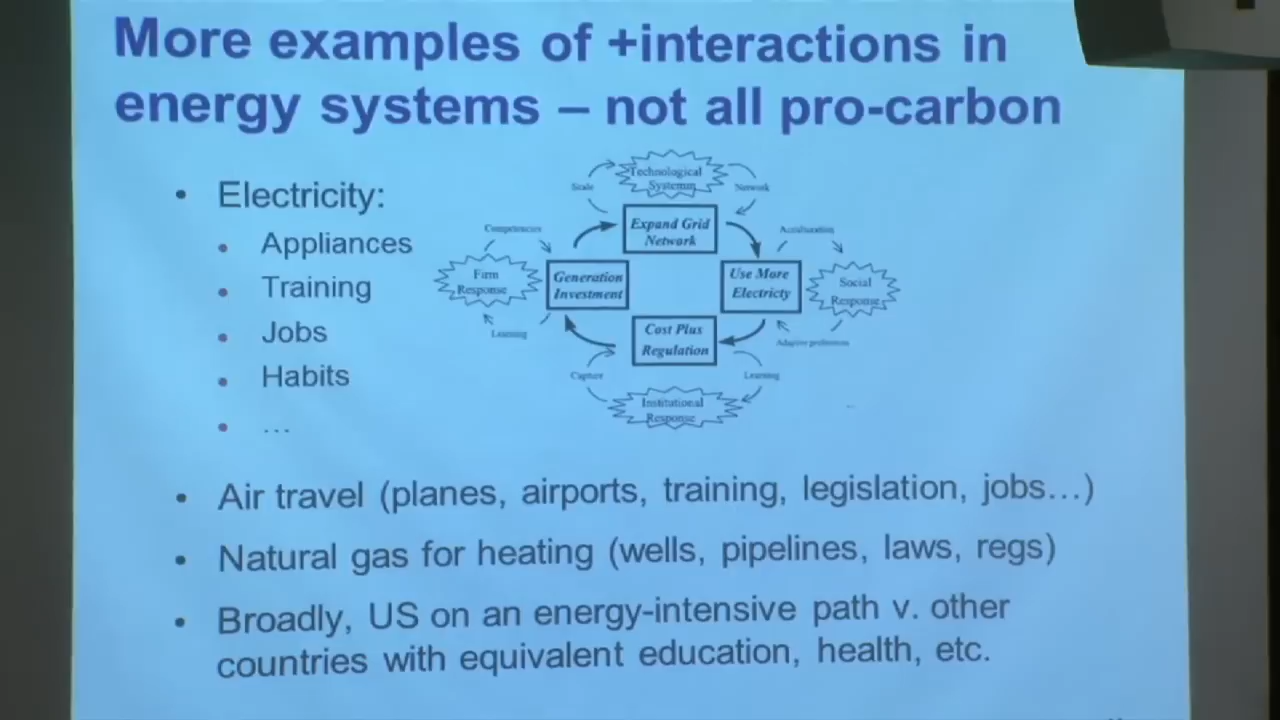 More examples of +interactions in
energy systems – not all pro-carbon
• Electricity:
• Appliances
• Training
• Jobs
• Habits
• …
Technological
Systemm
Scale
Network
Expand Grid
Network
Competencies
Acculturation
Firm
Response
Generation
Investment
Use More
Electricty
Social
Response
Learning
Cost Plus
Regulation
Adaptive preferences
Capture
Learning
Institutional
Response
• Air travel (planes, airports, training, legislation, jobs…)
• Natural gas for heating (wells, pipelines, laws, regs)
• Broadly, US on an energy-intensive path v. other
countries with equivalent education, health, etc.